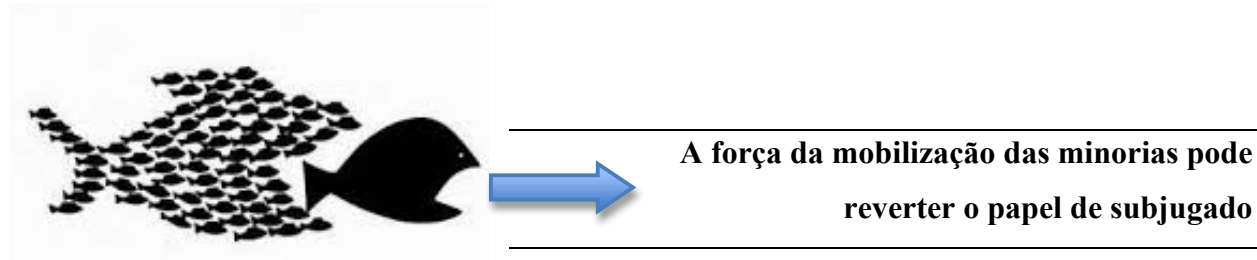 A força da mobilização das minorias pode
reverter o papel de subjugado